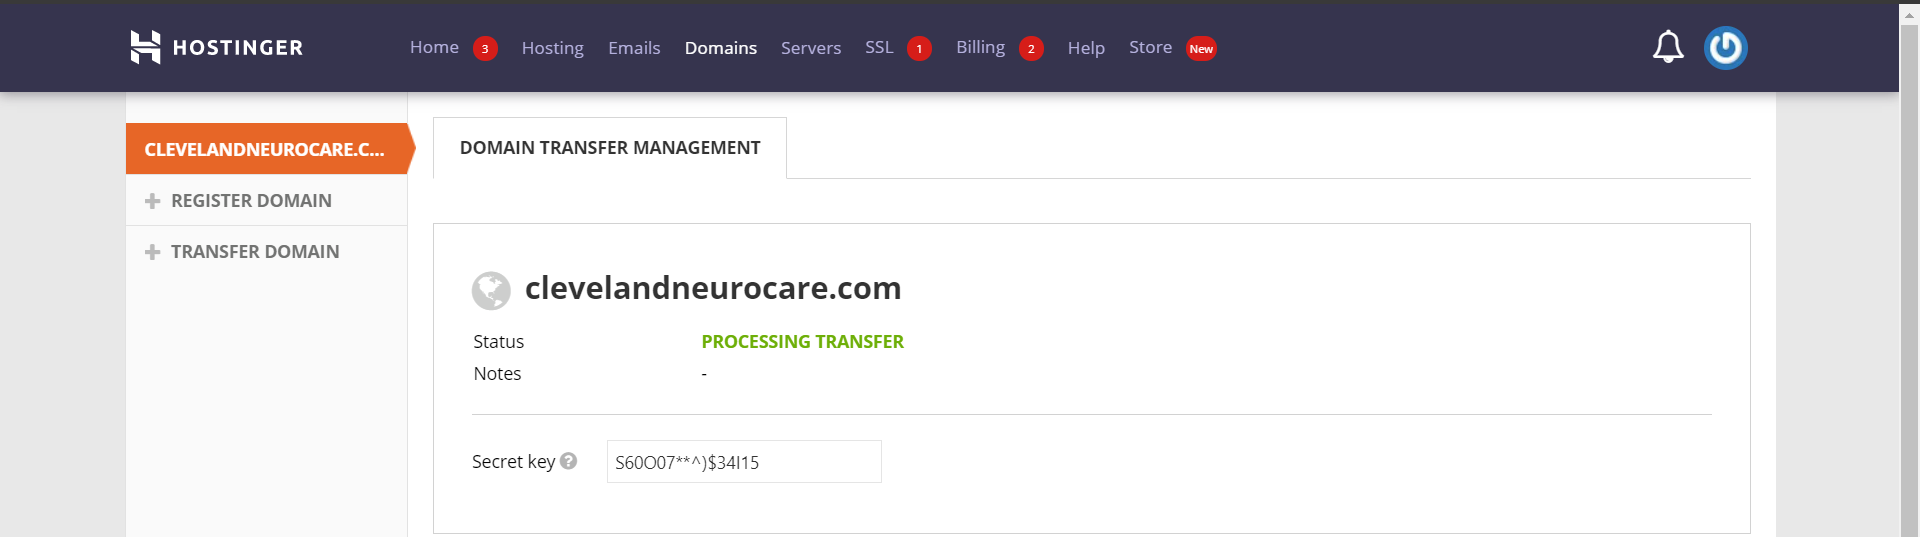 HOSTINGER
Home 3 Hosting Emails Domains Servers SSL 1 Billing 2 Help Store New
CLEVELANDNEUROCARE.C...
REGISTER DOMAIN
TRANSFER DOMAIN
DOMAIN TRANSFER MANAGEMENT
clevelandneurocare.com
Status PROCESSING TRANSFER
Notes -
Secret key ? S60O07**^)$34I15